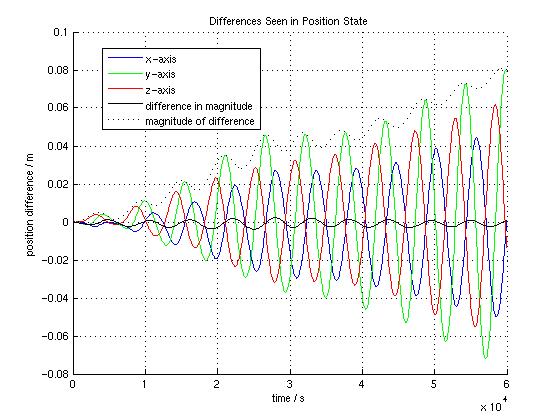 Differences Seen in Position State
0.1
0.08
0.06
0.04
0.02
0
−0.02
−0.04
−0.06
−0.08
position difference / m
x−axis
y−axis
z−axis
difference in magnitude
magnitude of difference
0 1 2 3 4 5 6
time / s
x 10^4